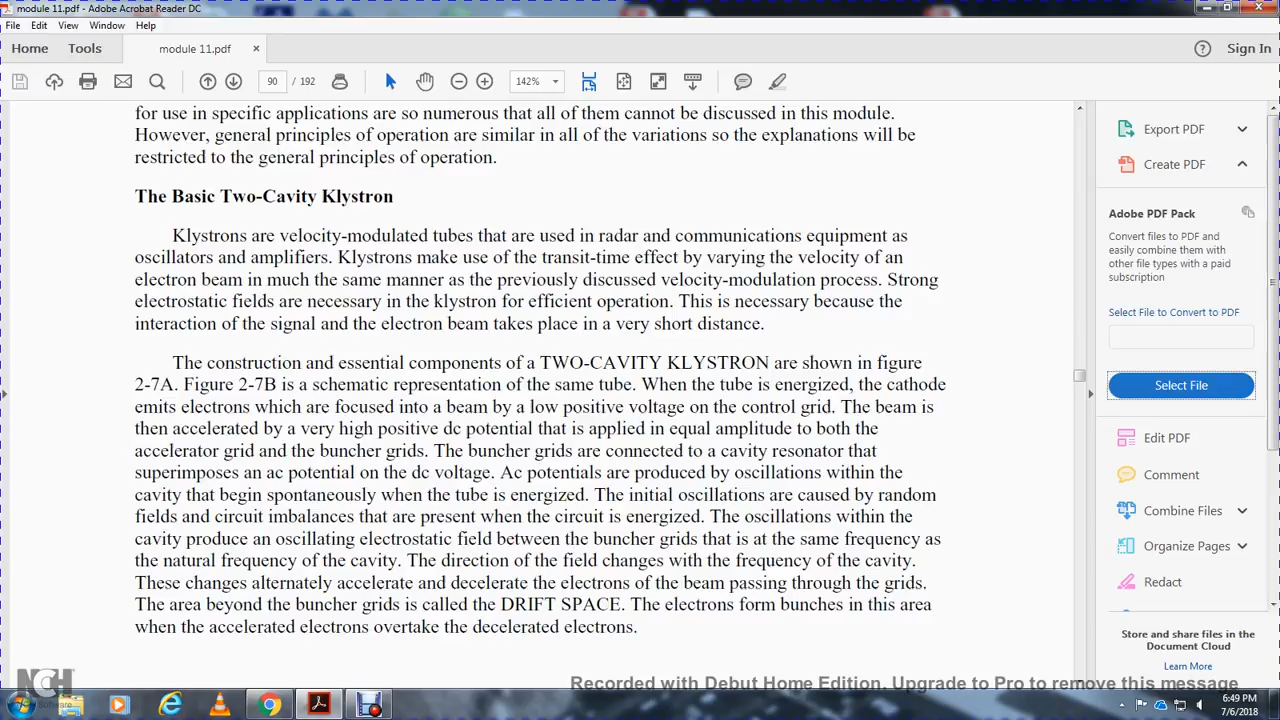 module 11.pdf - Adobe Acrobat Reader DC
File Edit View Window Help
Home Tools module 11.pdf × Sign In
90 / 192 142%
for use in specific applications are so numerous that all of them cannot be discussed in this module.
However, general principles of operation are similar in all of the variations so the explanations will be
restricted to the general principles of operation.
The Basic Two-Cavity Klystron
Klystrons are velocity-modulated tubes that are used in radar and communications equipment as
oscillators and amplifiers. Klystrons make use of the transit-time effect by varying the velocity of an
electron beam in much the same manner as the previously discussed velocity-modulation process. Strong
electrostatic fields are necessary in the klystron for efficient operation. This is necessary because the
interaction of the signal and the electron beam takes place in a very short distance.
The construction and essential components of a TWO-CAVITY KLYSTRON are shown in figure
2-7A. Figure 2-7B is a schematic representation of the same tube. When the tube is energized, the cathode
emits electrons which are focused into a beam by a low positive voltage on the control grid. The beam is
then accelerated by a very high positive dc potential that is applied in equal amplitude to both the
accelerator grid and the buncher grids. The buncher grids are connected to a cavity resonator that
superimposes an ac potential on the dc voltage. Ac potentials are produced by oscillations within the
cavity that begin spontaneously when the tube is energized. The initial oscillations are caused by random
fields and circuit imbalances that are present when the circuit is energized. The oscillations within the
cavity produce an oscillating electrostatic field between the buncher grids that is at the same frequency as
the natural frequency of the cavity. The direction of the field changes with the frequency of the cavity.
These changes alternately accelerate and decelerate the electrons of the beam passing through the grids.
The area beyond the buncher grids is called the DRIFT SPACE. The electrons form bunches in this area
when the accelerated electrons overtake the decelerated electrons.
Export PDF
Create PDF
Adobe PDF Pack
Convert files to PDF and
easily combine them with
other file types with a paid
subscription
Select File to Convert to PDF
Select File
Edit PDF
Comment
Combine Files
Organize Pages
Redact
Store and share files in the
Document Cloud
Learn More
NCH
Software
Recorded with Debut Home Edition. Upgrade to Pro to remove this message
6:49 PM
7/6/2018